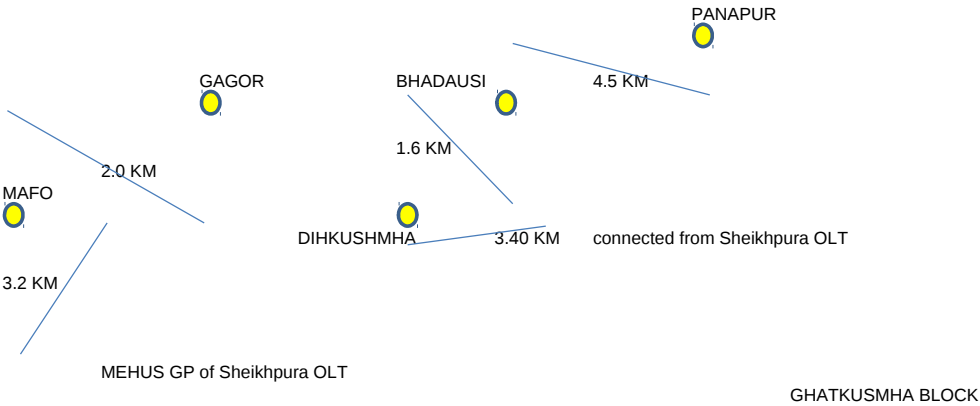 PANAPUR
GAGOR
BHADAUSI
4.5 KM
1.6 KM
2.0 KM
MAFO
DIHKUSHMHA
3.40 KM
connected from Sheikhpura OLT
3.2 KM
MEHUS GP of Sheikhpura OLT
GHATKUSMHA BLOCK